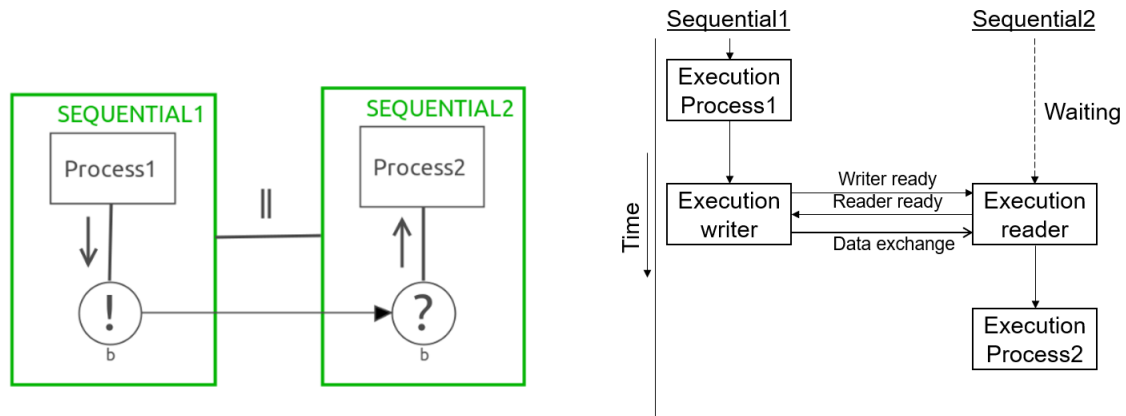 SEQUENTIAL1
Process1
!
b
||
SEQUENTIAL2
Process2
?
b
Sequential1
Sequential2
Execution
Process1
Waiting
Time
Execution
writer
Writer ready
Reader ready
Data exchange
Execution
reader
Execution
Process2